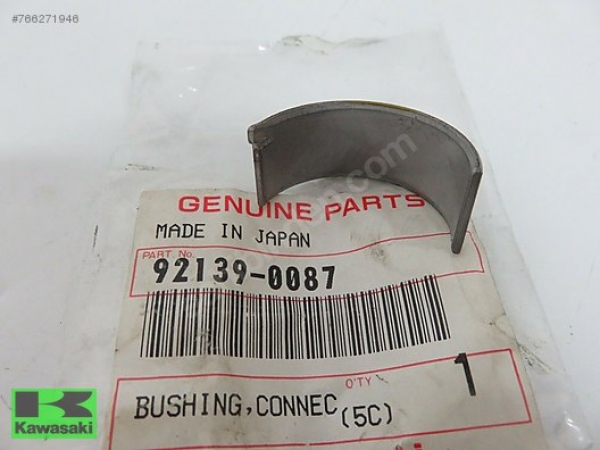 #766271946
GENUINE PARTS
MADE IN JAPAN
PART. No.
92139-0087
Q'TY 1
BUSHING,CONNEC(5C)
Kawasaki